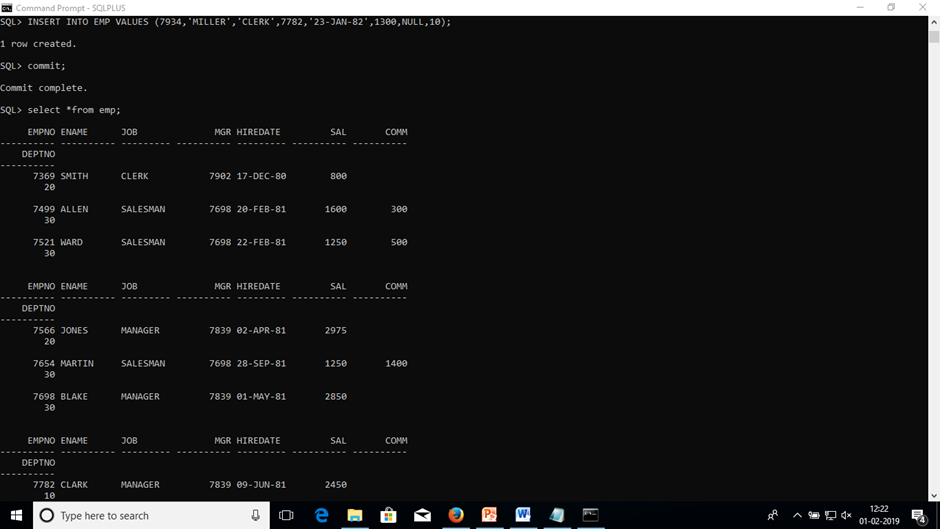 Command Prompt - SQLPLUS
SQL> INSERT INTO EMP VALUES (7934,'MILLER','CLERK',7782,'23-JAN-82',1300,NULL,10);
1 row created.
SQL> commit;
Commit complete.
SQL> select *from emp;
EMPNO ENAME JOB MGR HIREDATE SAL COMM
---------- ---------- --------- ---------- --------- ---------- ----------
DEPTNO
----------
7369 SMITH CLERK 7902 17-DEC-80 800
20
7499 ALLEN SALESMAN 7698 20-FEB-81 1600 300
30
7521 WARD SALESMAN 7698 22-FEB-81 1250 500
30
EMPNO ENAME JOB MGR HIREDATE SAL COMM
---------- ---------- --------- ---------- --------- ---------- ----------
DEPTNO
----------
7566 JONES MANAGER 7839 02-APR-81 2975
20
7654 MARTIN SALESMAN 7698 28-SEP-81 1250 1400
30
7698 BLAKE MANAGER 7839 01-MAY-81 2850
30
EMPNO ENAME JOB MGR HIREDATE SAL COMM
---------- ---------- --------- ---------- --------- ---------- ----------
DEPTNO
----------
7782 CLARK MANAGER 7839 09-JUN-81 2450
10
Type here to search
12:22
01-02-2019
4